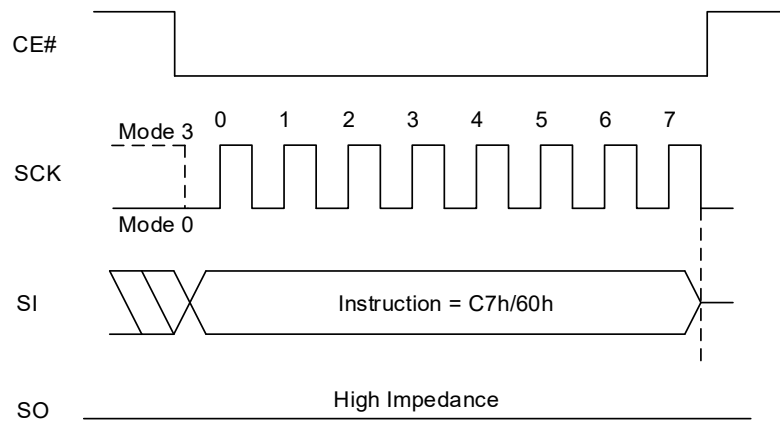 CE#
0 1 2 3 4 5 6 7
Mode 3
SCK
Mode 0
SI
Instruction = C7h/60h
High Impedance
SO